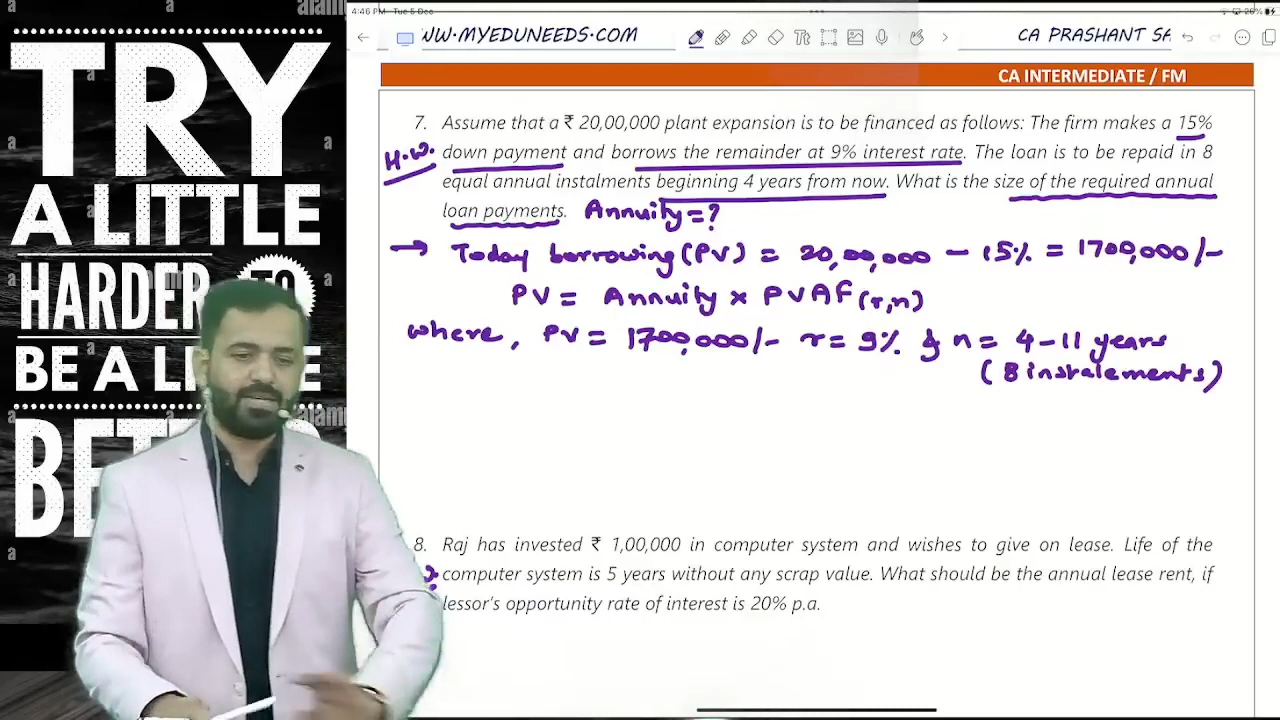 4:46 PM Tue 5 Dec
26%
WW.MYEDUNEEDS.COM
CA PRASHANT SA
CA INTERMEDIATE / FM
TRY
A LITTLE
HARDER TO
BE A
7. Assume that a ₹ 20,00,000 plant expansion is to be financed as follows: The firm makes a 15%
H.W. down payment and borrows the remainder at 9% interest rate. The loan is to be repaid in 8
equal annual instalments beginning 4 years from now. What is the size of the required annual
loan payments. Annuity = ?
→ Today borrowing (PV) = 20,00,000 – 15% = 1700,000/-
PV = Annuity × PVAF(r,n)
where, PV = 1700,000/- r = 9% & n = 4-11 years
(8 instalements)
8. Raj has invested ₹ 1,00,000 in computer system and wishes to give on lease. Life of the
computer system is 5 years without any scrap value. What should be the annual lease rent, if
lessor's opportunity rate of interest is 20% p.a.